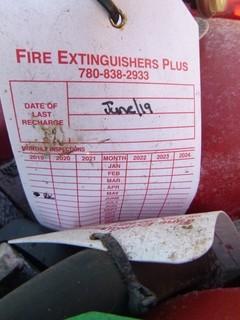 FIRE EXTINGUISHERS PLUS
780-838-2933
DATE OF
LAST
RECHARGE
June/19
MONTHLY INSPECTIONS
2019 2020 2021 MONTH 2022 2023 2024
JAN
FEB
MAR
APR
MAY